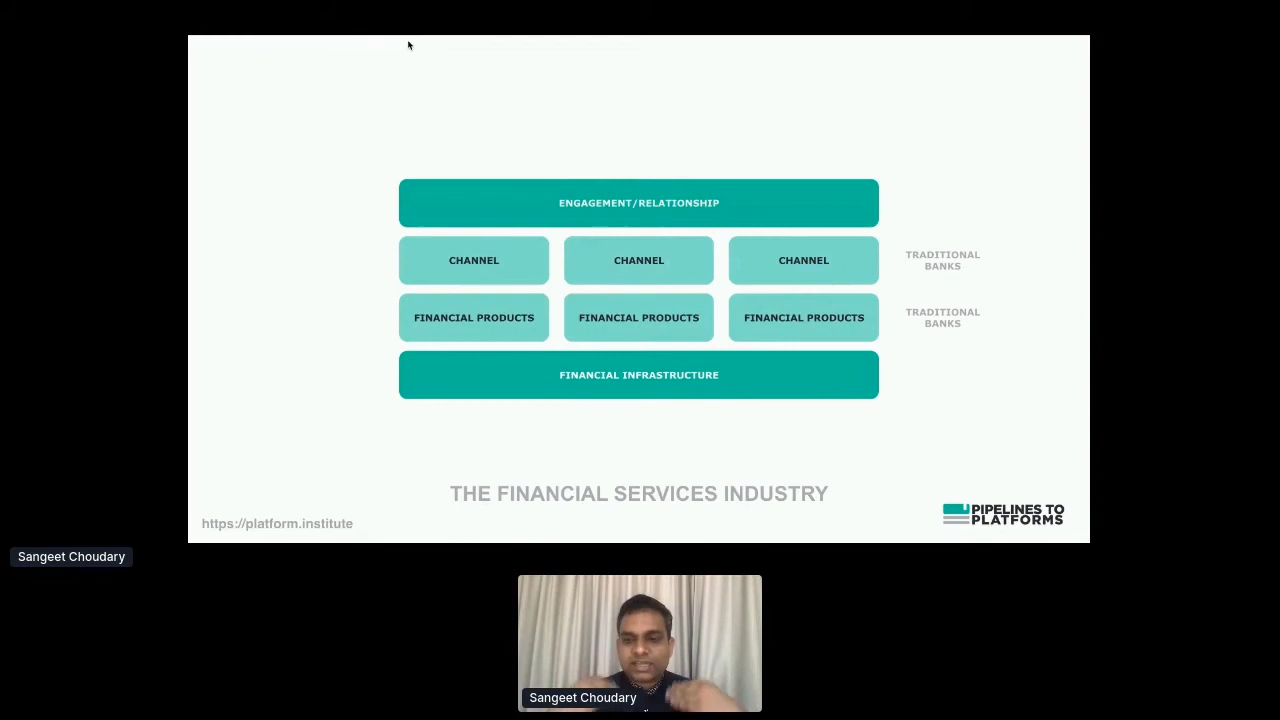 ENGAGEMENT/RELATIONSHIP
CHANNEL
CHANNEL
CHANNEL
TRADITIONAL
BANKS
FINANCIAL PRODUCTS
FINANCIAL PRODUCTS
FINANCIAL PRODUCTS
TRADITIONAL
BANKS
FINANCIAL INFRASTRUCTURE
THE FINANCIAL SERVICES INDUSTRY
https://platform.institute
PIPELINES TO
PLATFORMS
Sangeet Choudary
Sangeet Choudary